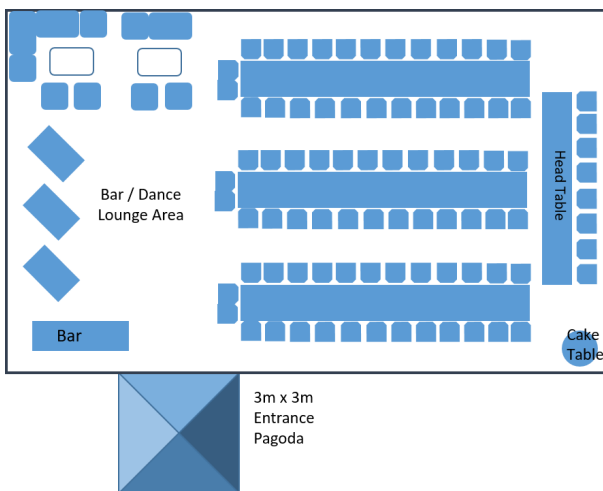 Bar / Dance
Lounge Area
Head Table
Bar
Cake
Table
3m x 3m
Entrance
Pagoda